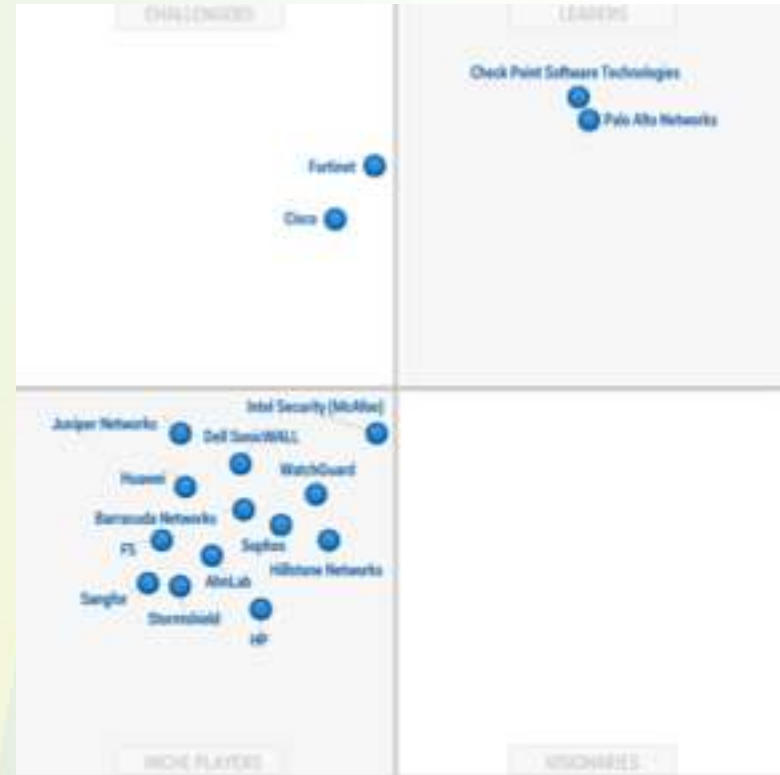 CHALLENGERS
LEADERS
Check Point Software Technologies
Palo Alto Networks
Fortinet
Cisco
Intel Security (McAfee)
Juniper Networks
Dell SonicWALL
WatchGuard
Huawei
Barracuda Networks
F5
Sophos
Hillstone Networks
AhnLab
Sangfor
Stormshield
HP
NICHE PLAYERS
VISIONARIES